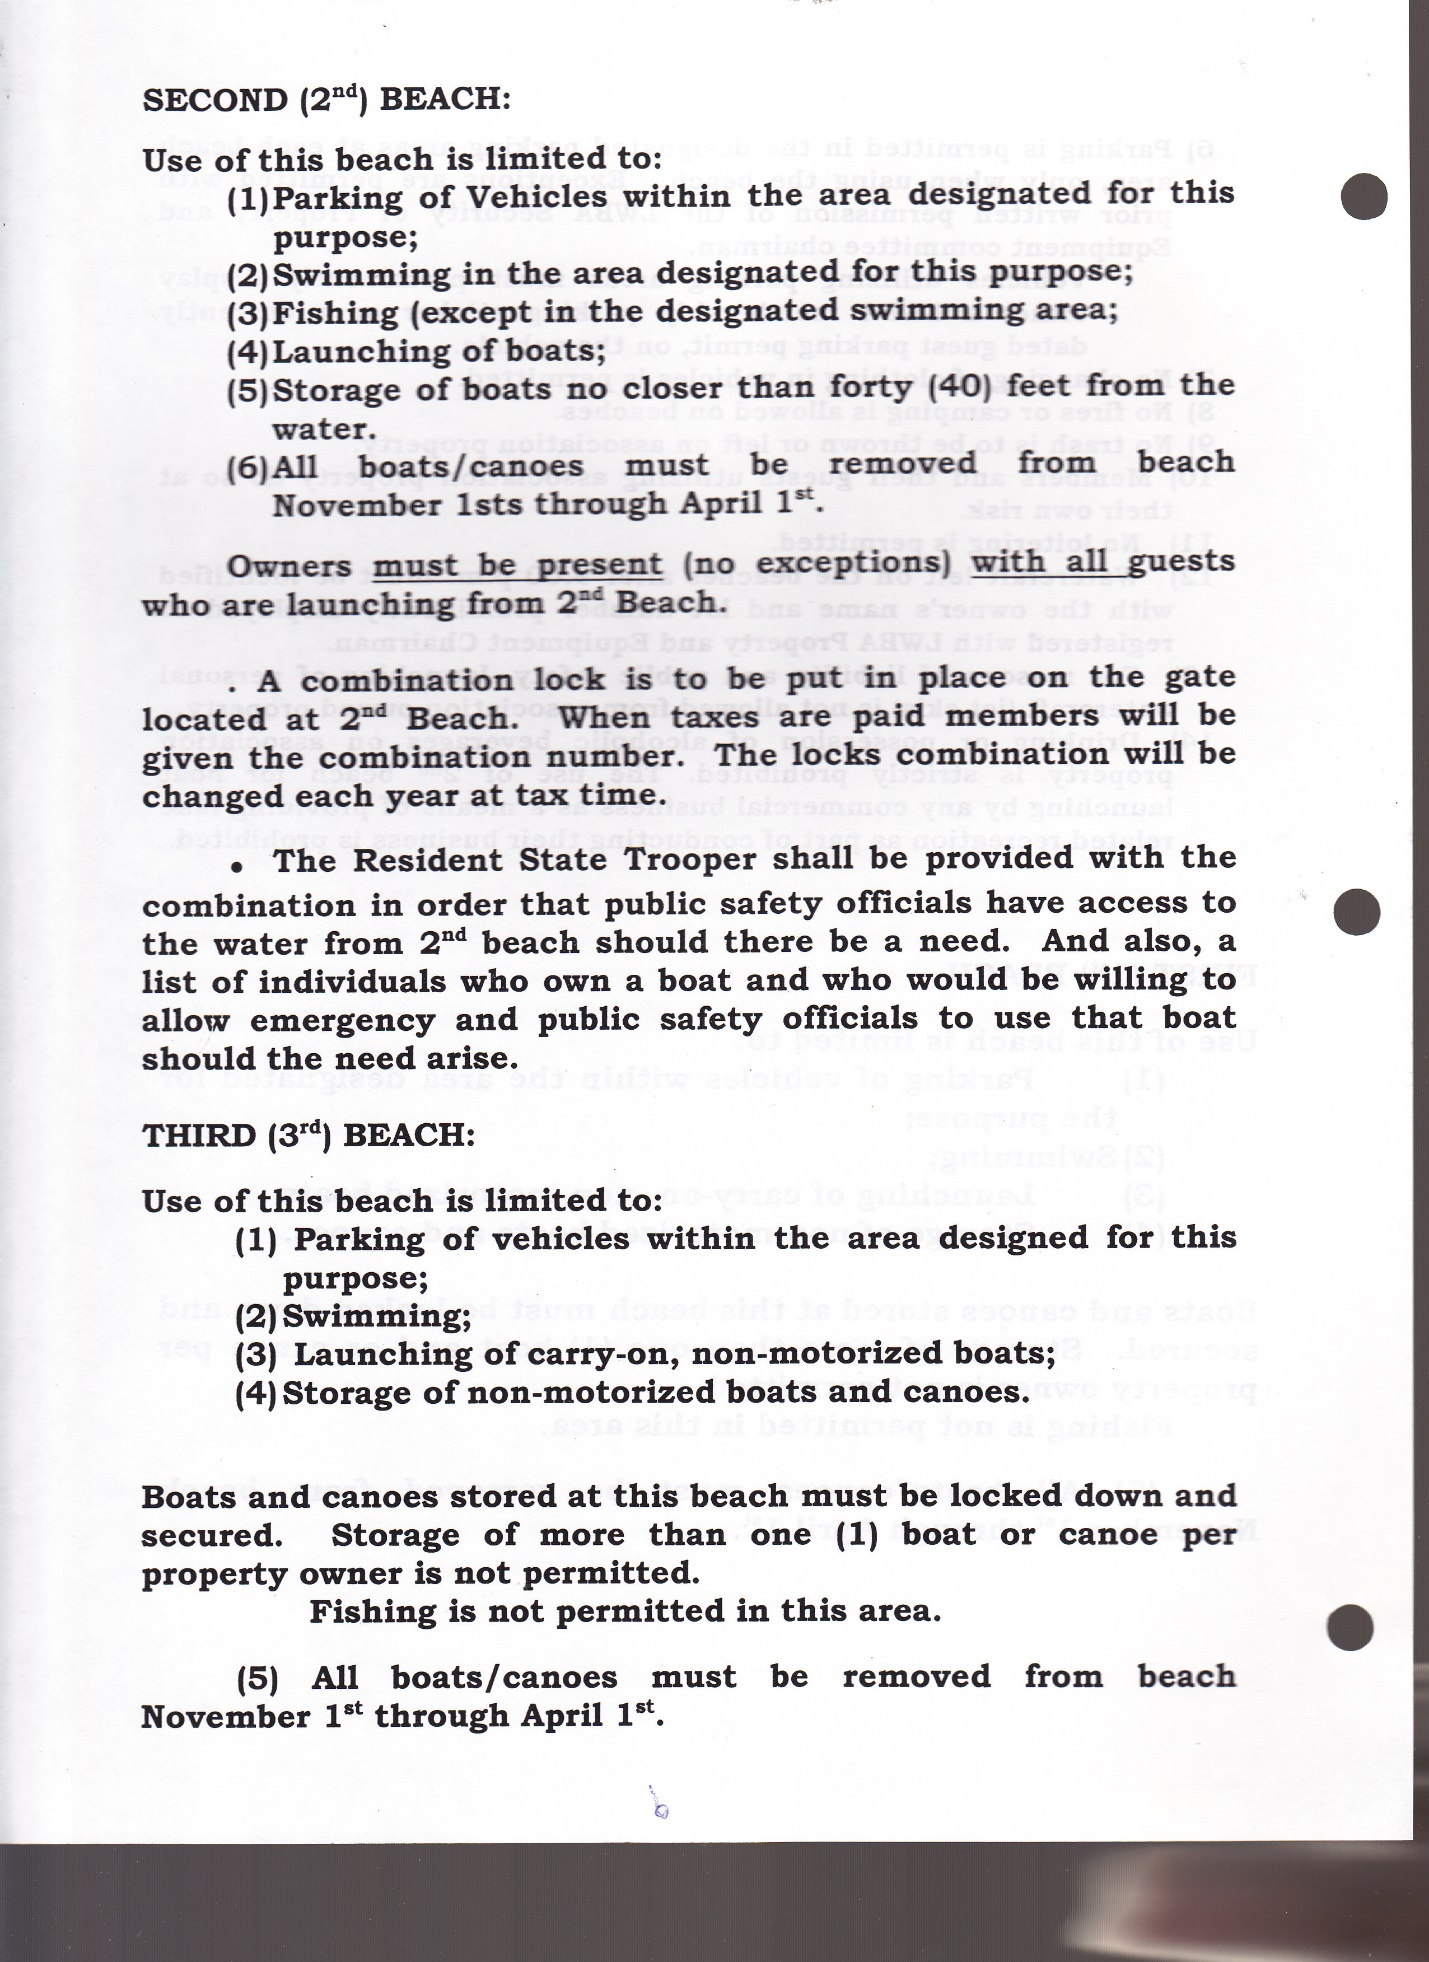 SECOND (2nd) BEACH:
Use of this beach is limited to:
(1)Parking of Vehicles within the area designated for this
purpose;
(2)Swimming in the area designated for this purpose;
(3)Fishing (except in the designated swimming area;
(4)Launching of boats;
(5)Storage of boats no closer than forty (40) feet from the
water.
(6)All boats/canoes must be removed from beach
November 1sts through April 1st.
Owners must be present (no exceptions) with all guests
who are launching from 2nd Beach.
. A combination lock is to be put in place on the gate
located at 2nd Beach. When taxes are paid members will be
given the combination number. The locks combination will be
changed each year at tax time.
• The Resident State Trooper shall be provided with the
combination in order that public safety officials have access to
the water from 2nd beach should there be a need. And also, a
list of individuals who own a boat and who would be willing to
allow emergency and public safety officials to use that boat
should the need arise.
THIRD (3rd) BEACH:
Use of this beach is limited to:
(1) Parking of vehicles within the area designed for this
purpose;
(2)Swimming;
(3) Launching of carry-on, non-motorized boats;
(4)Storage of non-motorized boats and canoes.
Boats and canoes stored at this beach must be locked down and
secured. Storage of more than one (1) boat or canoe per
property owner is not permitted.
Fishing is not permitted in this area.
(5) All boats/canoes must be removed from beach
November 1st through April 1st.
6